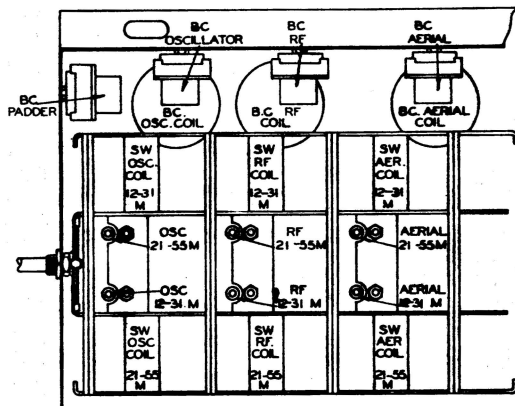 BC
OSCILLATOR
BC
RF
BC
AERIAL
BC
PADDER
BC.
OSC. COIL
B.C RF
COIL
BC. AERIAL
COIL
SW
OSC.
COIL
12-31
M
SW
RF
COIL
12-31
M
SW
AER.
COIL
12-31
M
OSC
21-55M
RF
21-55M
AERIAL
21-55M
OSC
12-31. M
RF
12-31 M
AERIAL
12-31 M
SW
OSC
COIL
21-55
M
SW
RF.
COIL
21-55
M
SW
AER
COIL
21-55
M